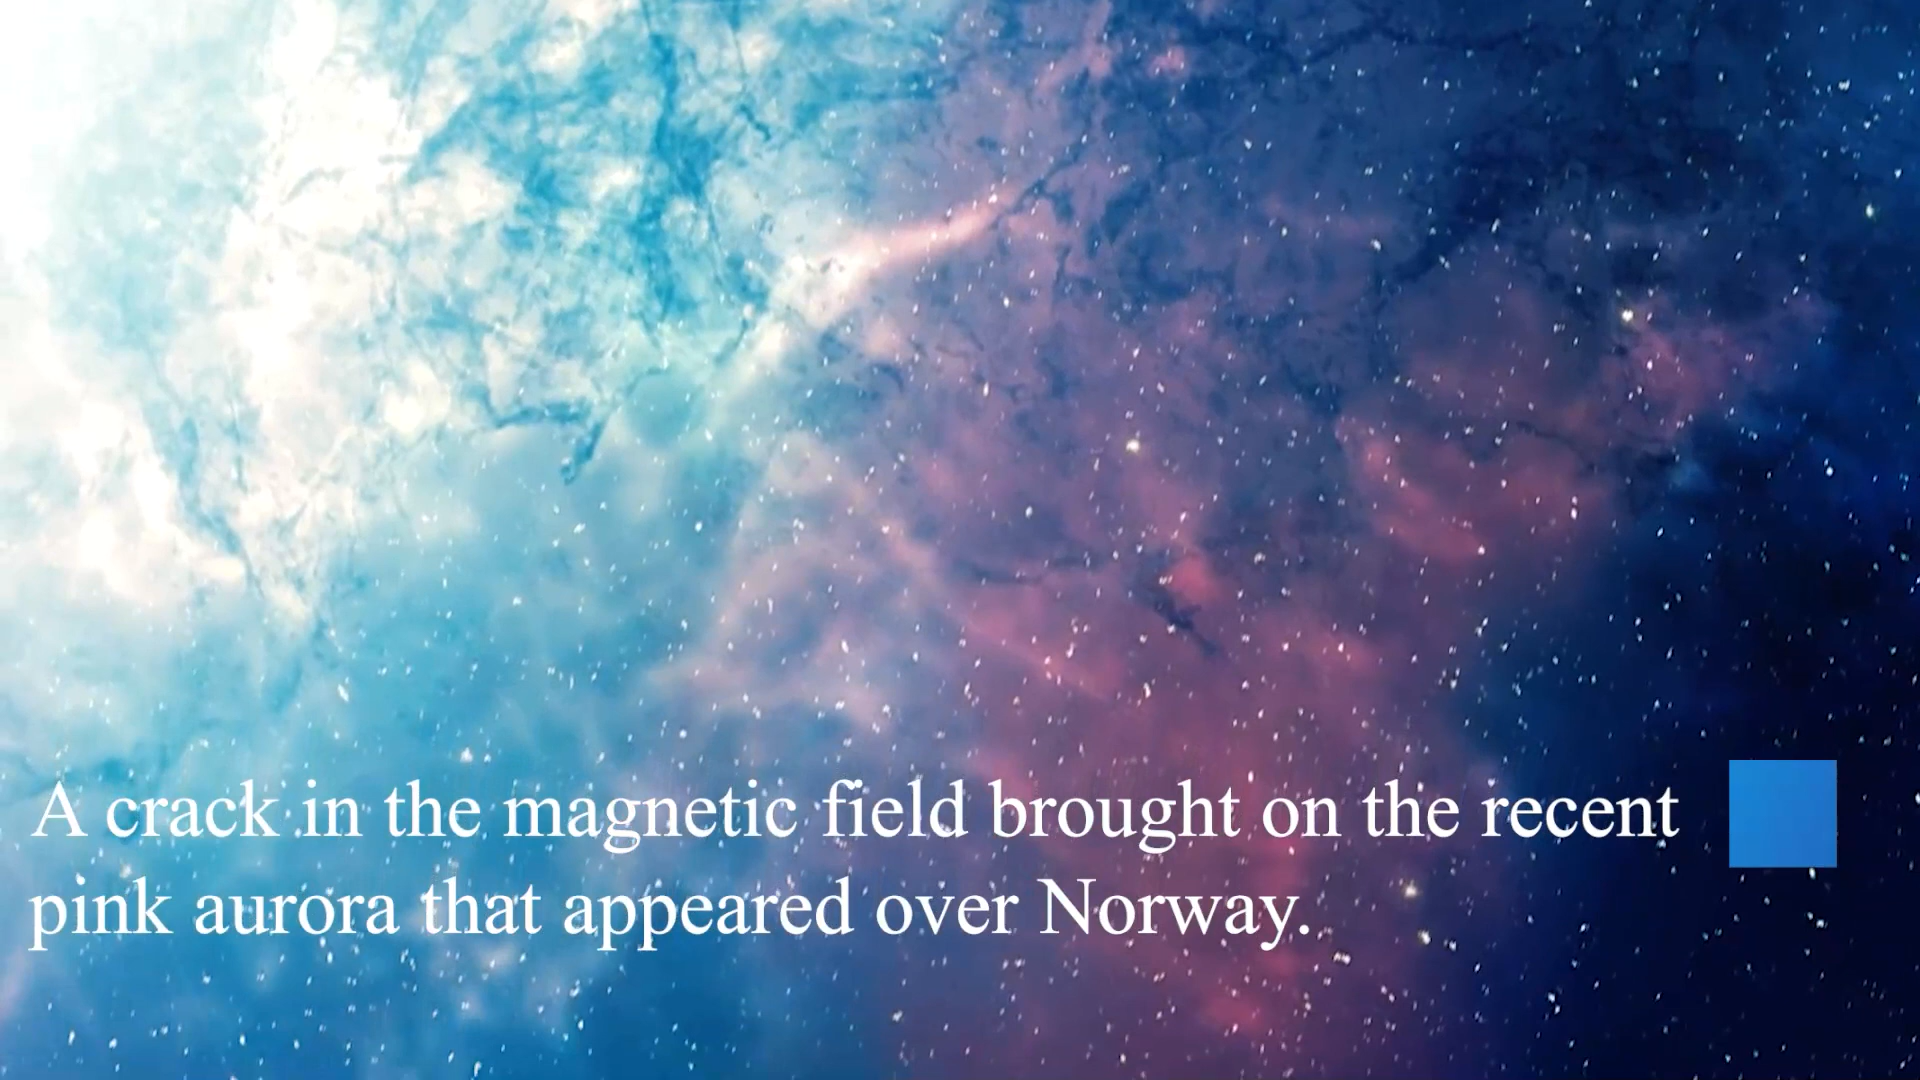 A crack in the magnetic field brought on the recent
pink aurora that appeared over Norway.